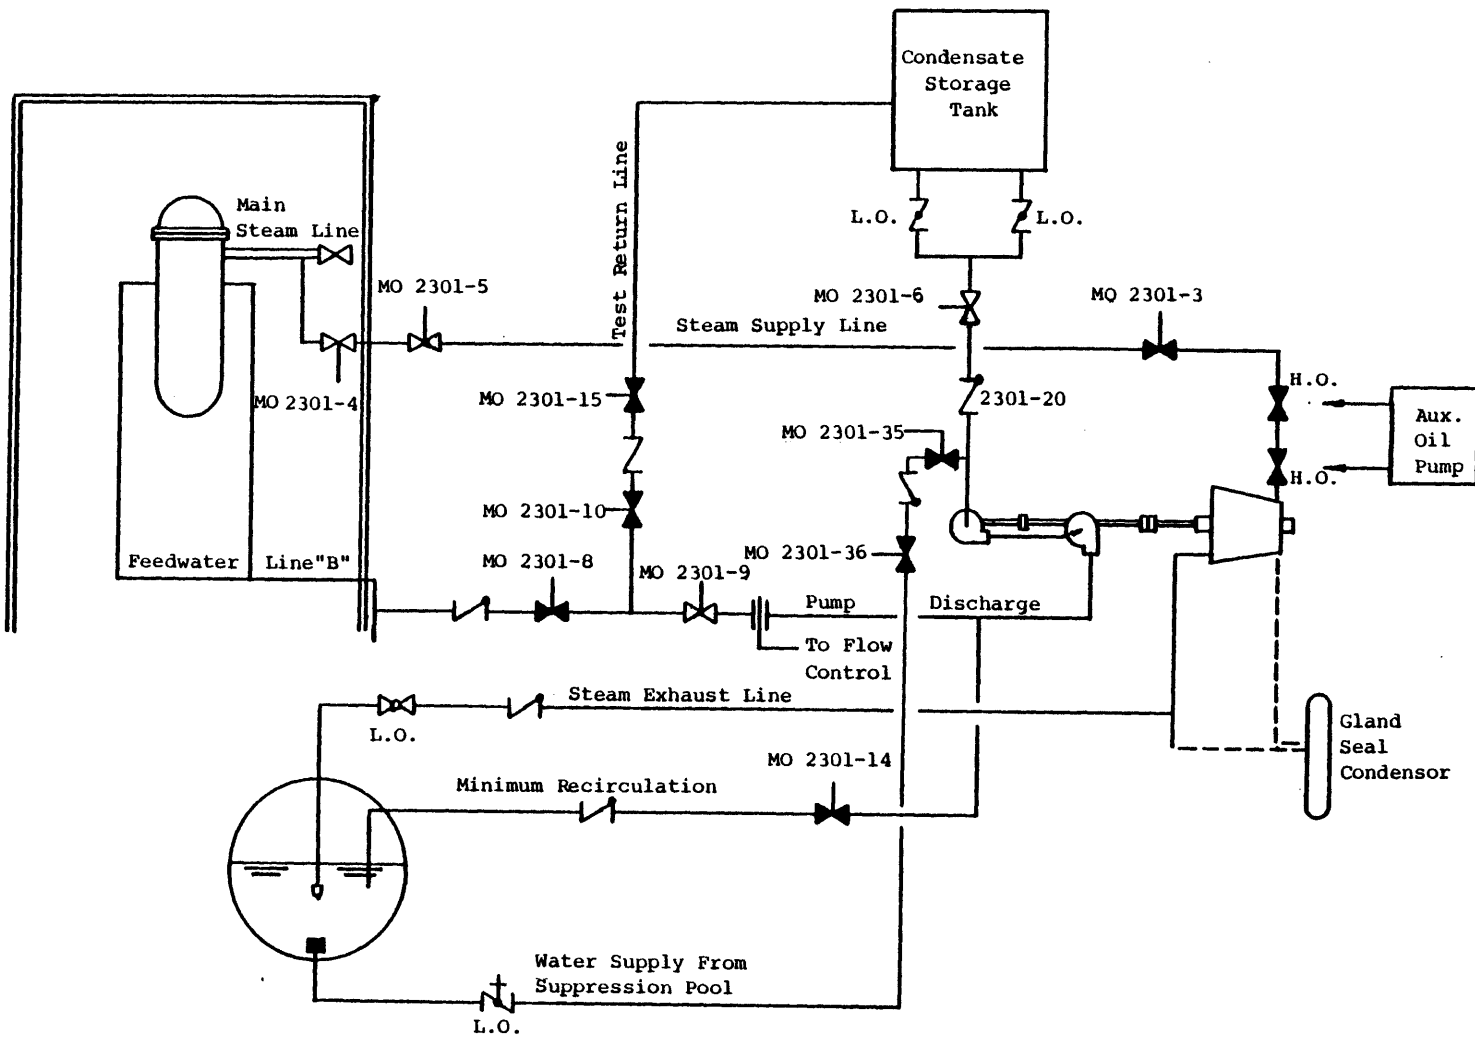 Condensate
Storage
Tank
L.O.
L.O.
Main
Steam Line
Test Return Line
MO 2301-5
MO 2301-6
MO 2301-3
Steam Supply Line
MO 2301-4
MO 2301-15
2301-20
H.O.
Aux.
Oil
Pump
MO 2301-35
H.O.
MO 2301-10
Feedwater Line"B"
MO 2301-8
MO 2301-9
MO 2301-36
Pump Discharge
To Flow
Control
Steam Exhaust Line
L.O.
Gland
Seal
Condensor
MO 2301-14
Minimum Recirculation
Water Supply From
Suppression Pool
L.O.